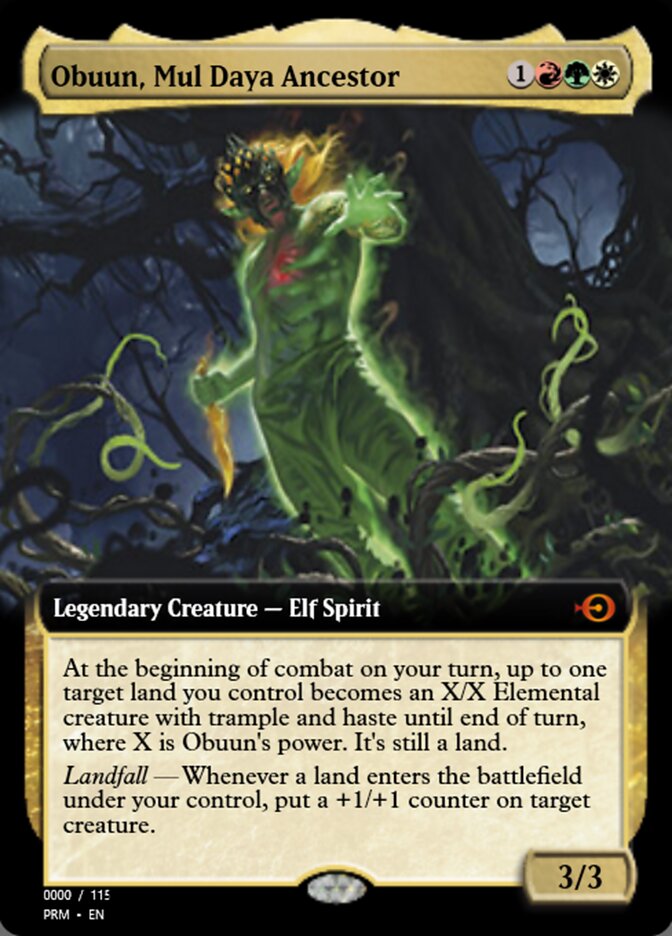 Obuun, Mul Daya Ancestor
1
Legendary Creature — Elf Spirit
At the beginning of combat on your turn, up to one
target land you control becomes an X/X Elemental
creature with trample and haste until end of turn,
where X is Obuun's power. It's still a land.
Landfall — Whenever a land enters the battlefield
under your control, put a +1/+1 counter on target
creature.
3/3
0000 / 115
PRM • EN